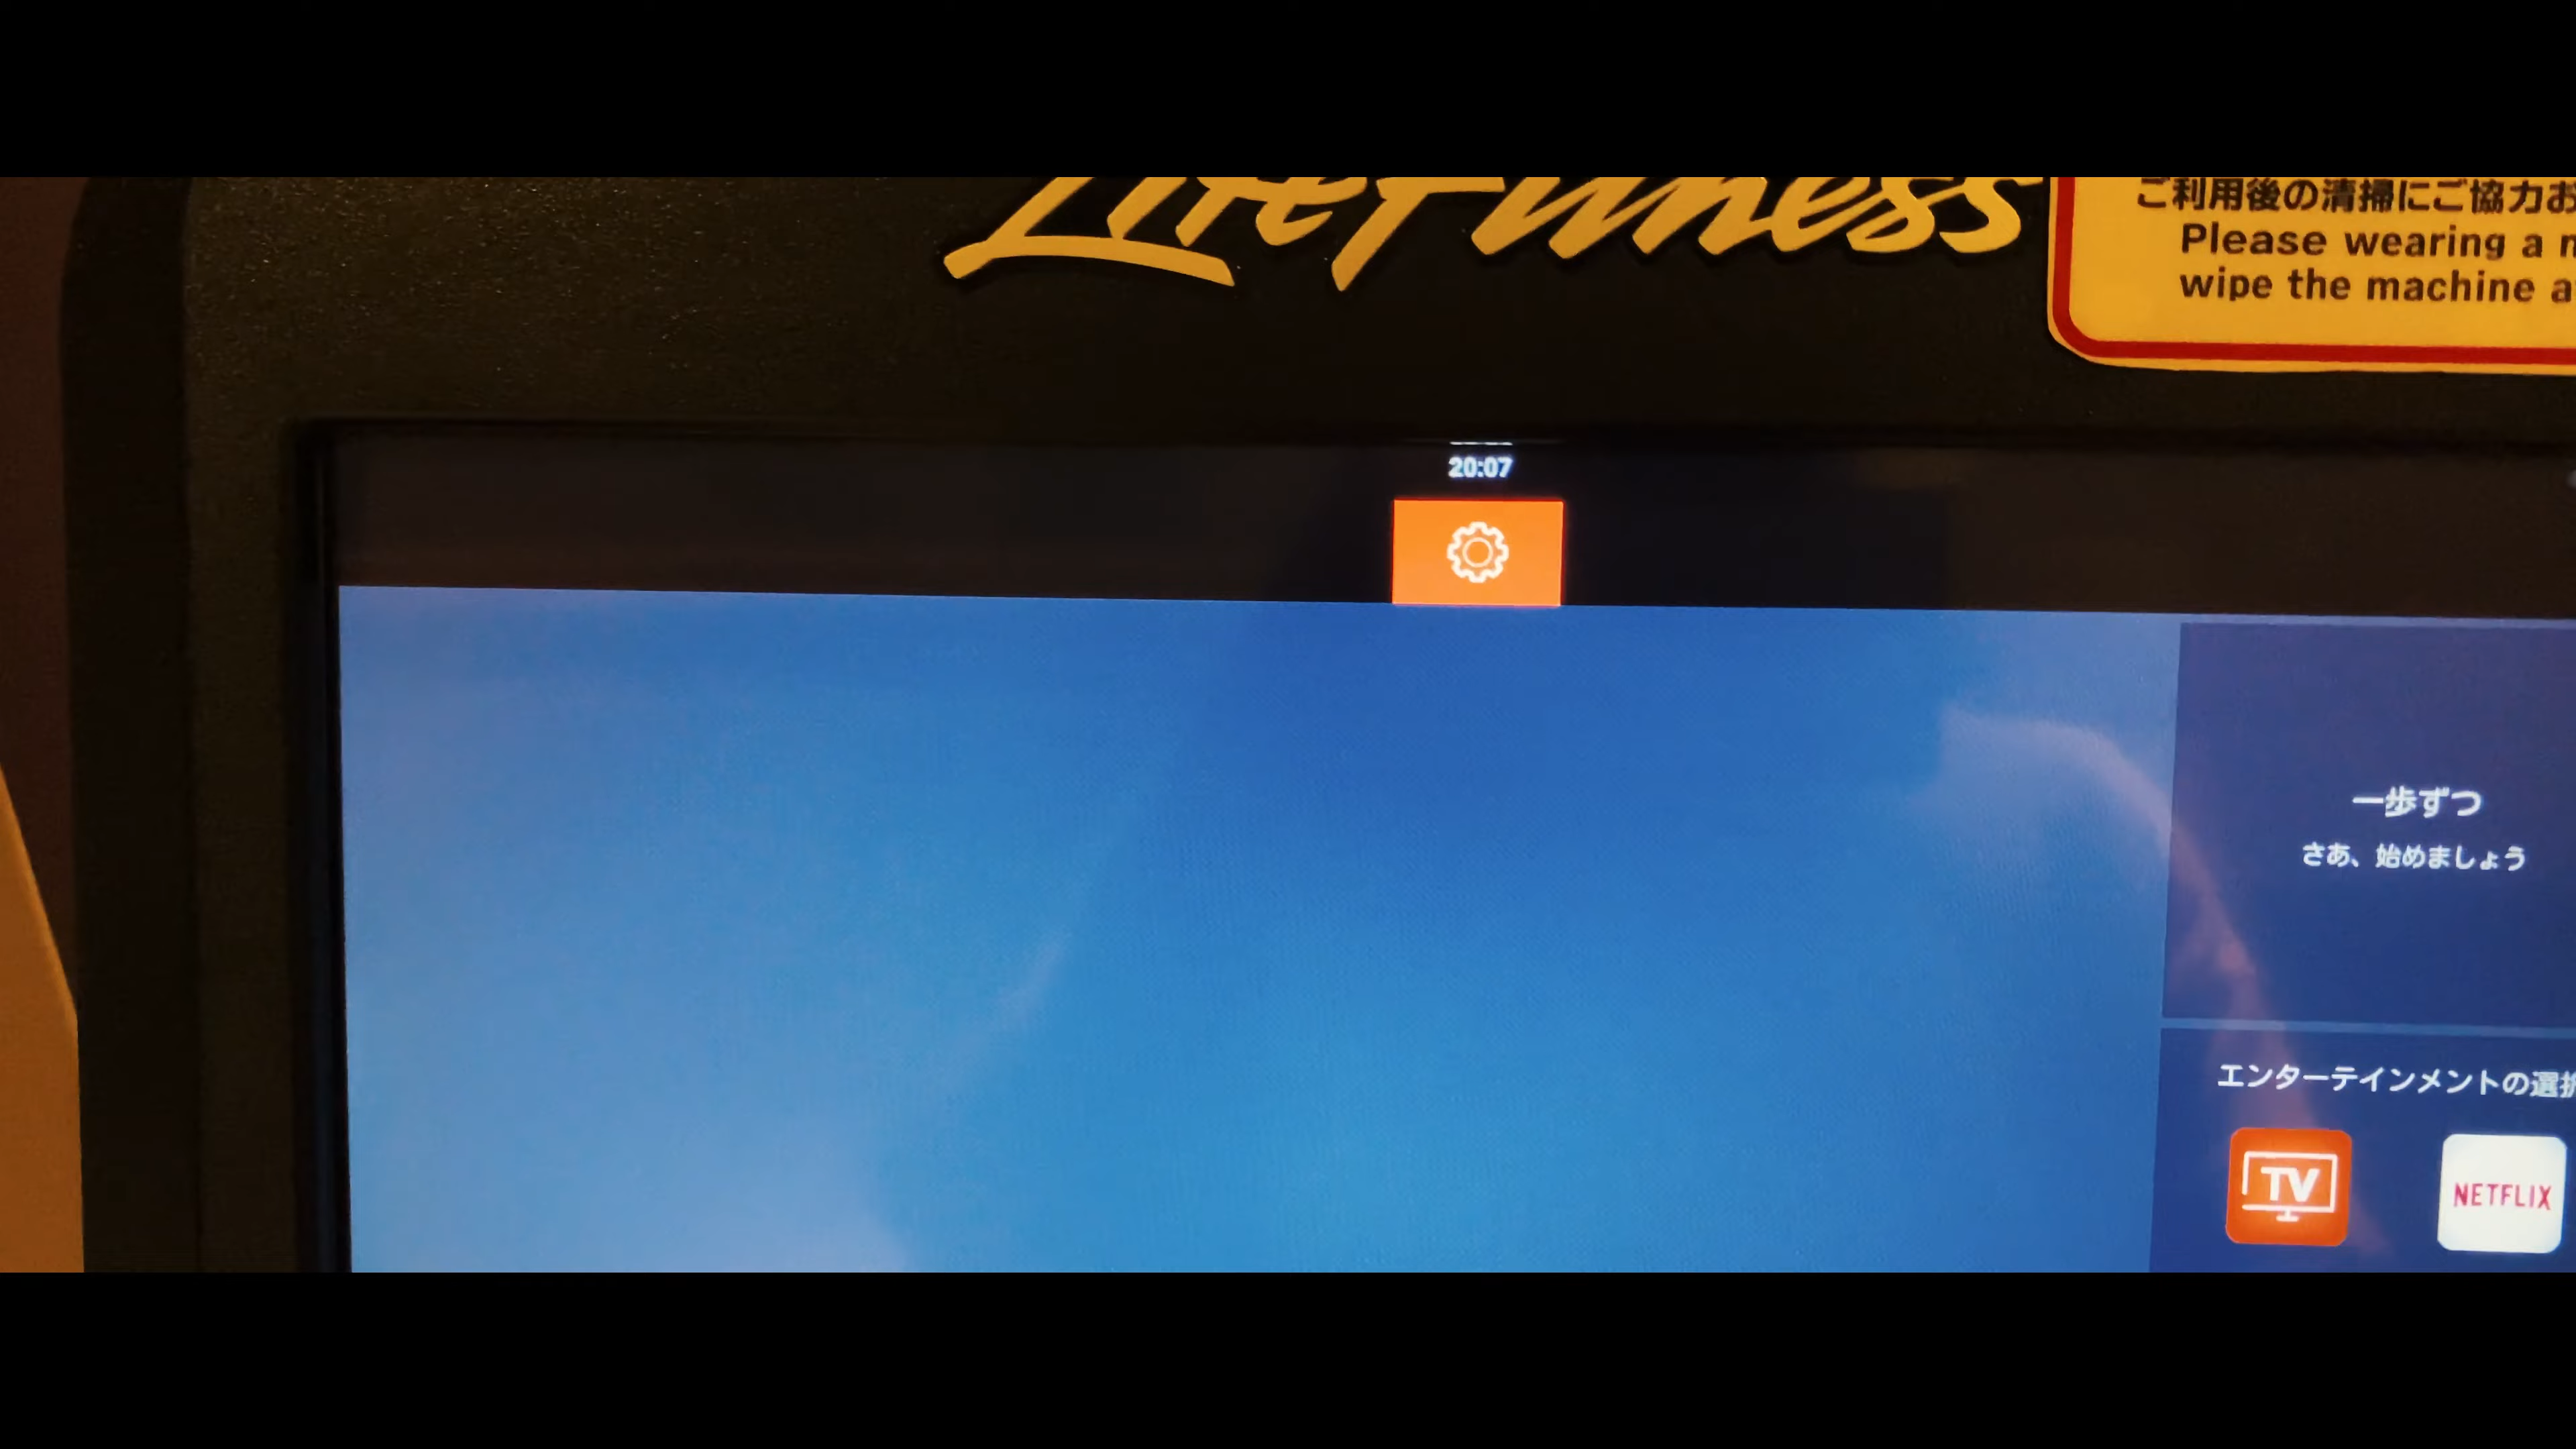 LifeFitness
ご利用後の清掃にご協力お
Please wearing a
wipe the machine
20:07
一歩ずつ
さあ、始めましょう
エンターテインメントの選択
TV
NETFLIX